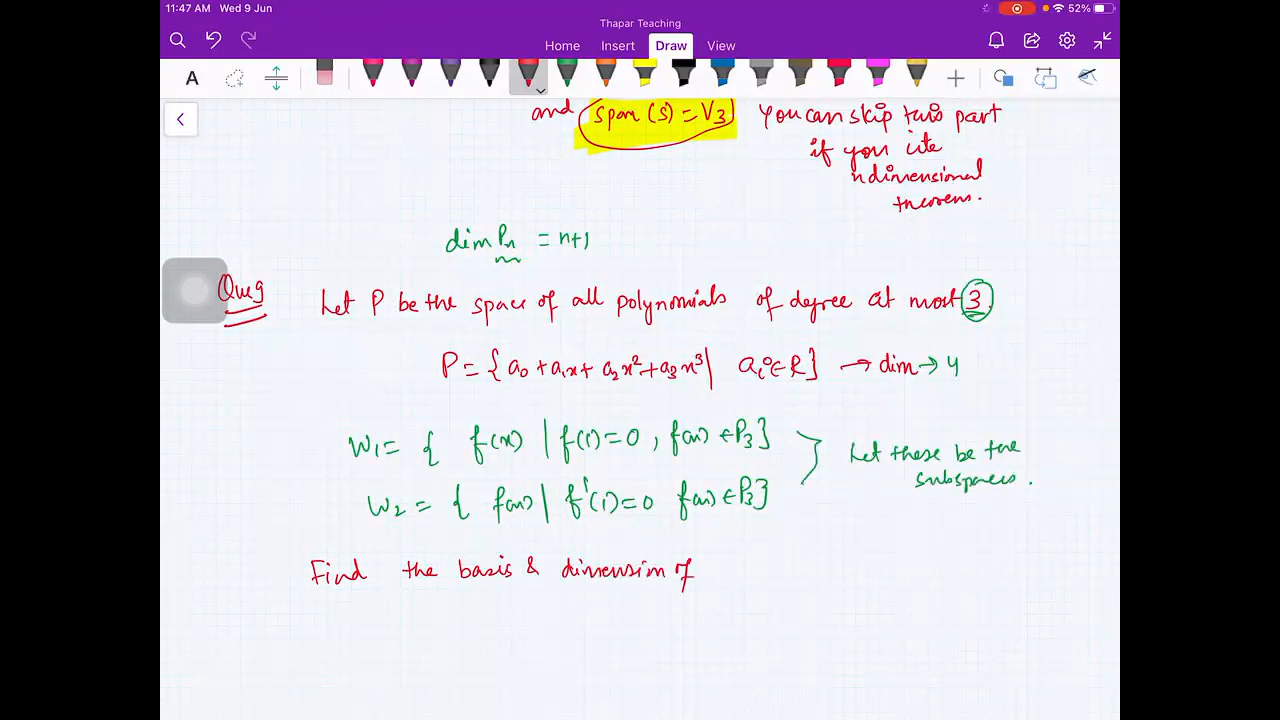 11:47 AM Wed 9 Jun
52%
Thapar Teaching
Home Insert Draw View
A
and span (s) = V3 You can skip this part
if you cite
n dimensional
theorem.
dim Pn = n+1
Ques
Let P be the space of all polynomials of degree at most 3
P = { a0 + a1x + a2x² + a3x³ | ai ∈ R } → dim → 4
W1 = { f(x) | f(1) = 0 , f(x) ∈ P3 }
Let these be the
subspaces.
W2 = { f(x) | f'(1) = 0 f(x) ∈ P3 }
Find the basis & dimension of